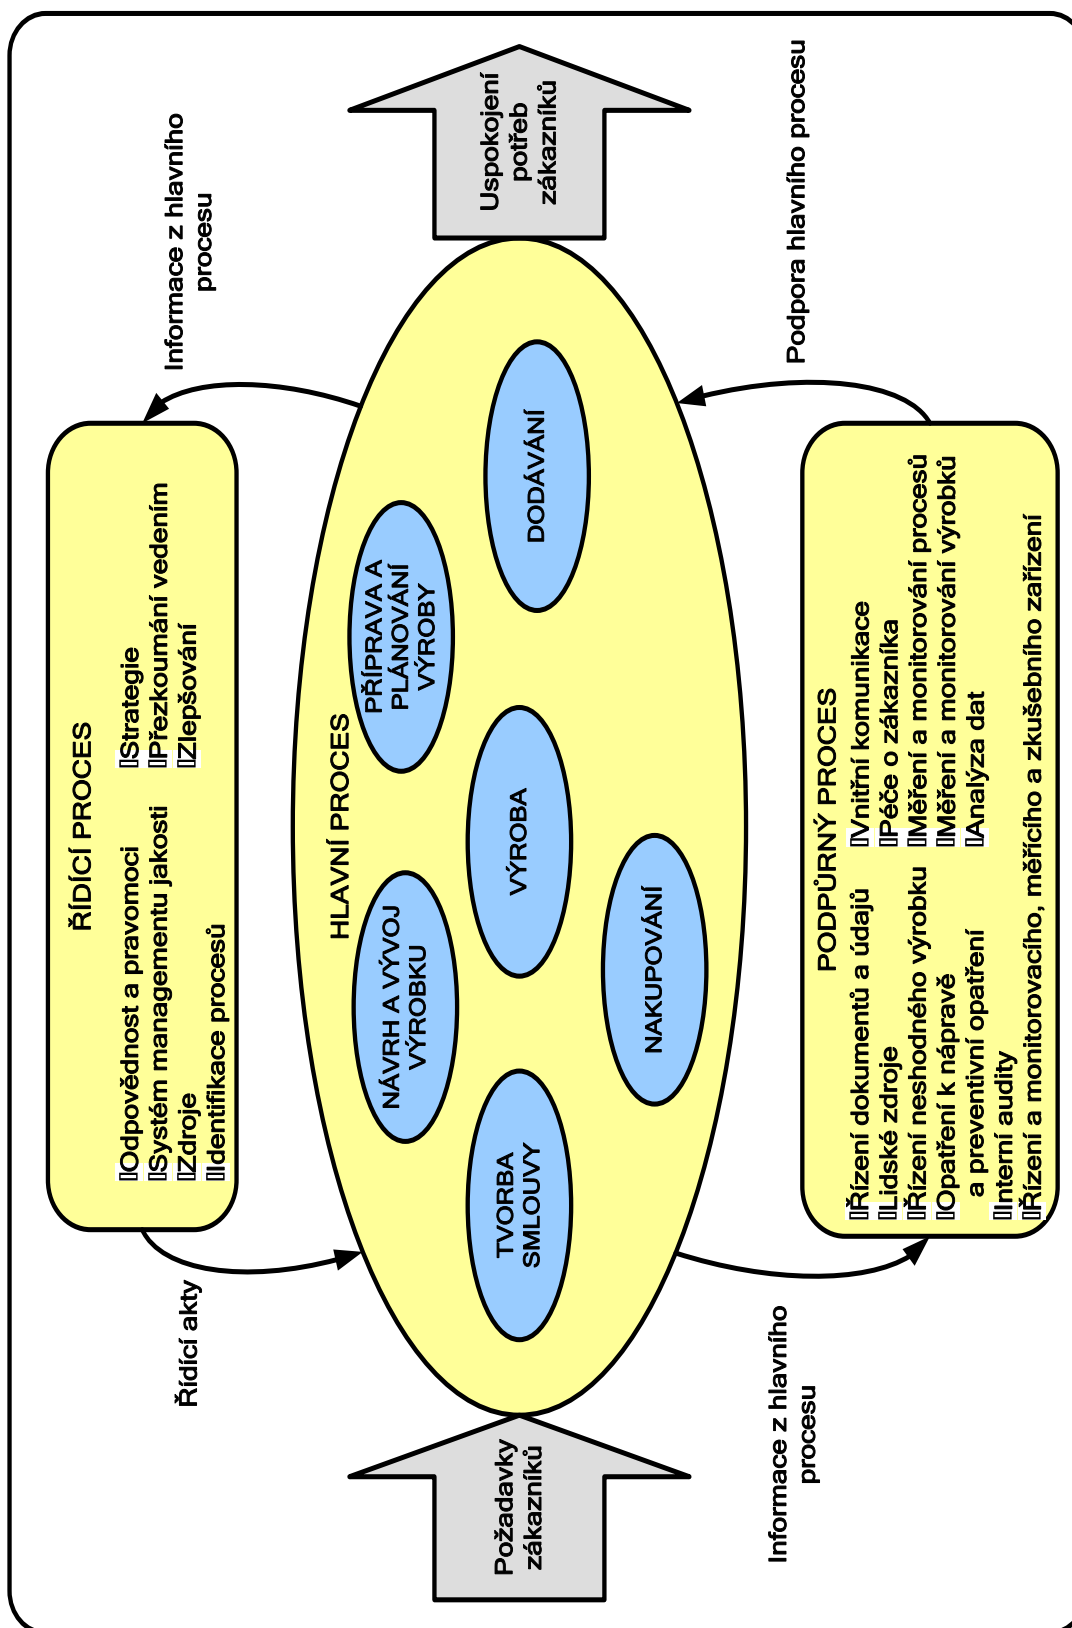 ŘÍDÍCÍ PROCES
Odpovědnost a pravomoci
Systém managementu jakosti
Zdroje
Identifikace procesů
Strategie
Přezkoumání vedením
Zlepšování
Řídící akty
Informace z hlavního
procesu
Požadavky
zákazníků
HLAVNÍ PROCES
TVORBA
SMLOUVY
NÁVRH A VÝVOJ
VÝROBKU
VÝROBA
PŘÍPRAVA A
PLÁNOVÁNÍ
VÝROBY
NAKUPOVÁNÍ
DODÁVÁNÍ
Uspokojení
potřeb
zákazníků
Informace z hlavního
procesu
Podpora hlavního procesu
PODPŮRNÝ PROCES
Řízení dokumentů a údajů
Lidské zdroje
Řízení neshodného výrobku
Opatření k nápravě
a preventivní opatření
Interní audity
Řízení a monitorovacího, měřícího a zkušebního zařízení
Vnitřní komunikace
Péče o zákazníka
Měření a monitorování procesů
Měření a monitorování výrobků
Analýza dat